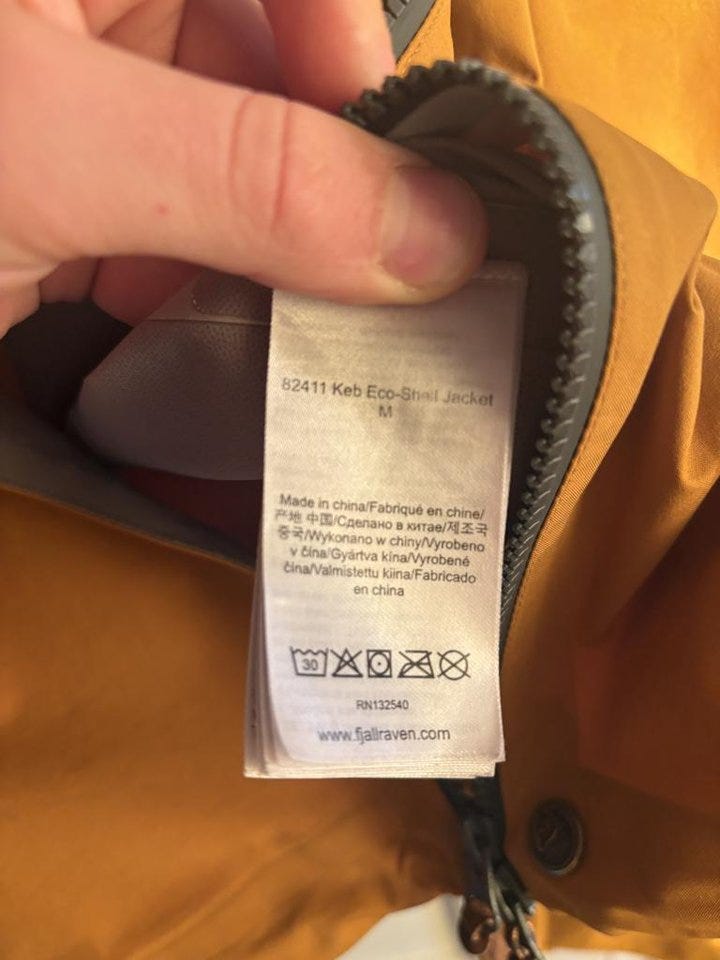 82411 Keb Eco-Shell Jacket
M
Made in china/Fabriqué en chine/
产地 中国/Сделано в китае/제조국
중국/Wykonano w chiny/Vyrobeno
v čína/Gyártva kína/Vyrobené
čína/Valmistettu kiina/Fabricado
en china
30
RN132540
www.fjallraven.com